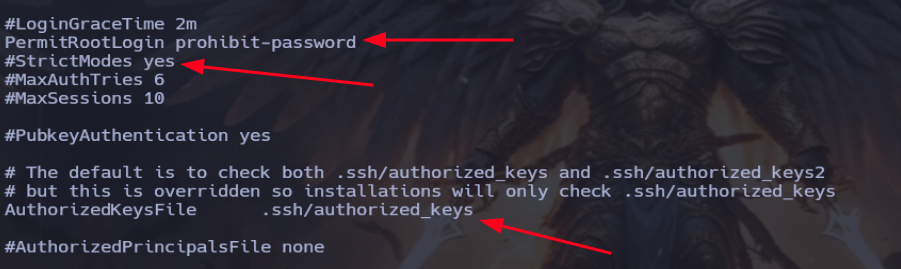 #LoginGraceTime 2m
PermitRootLogin prohibit-password
#StrictModes yes
#MaxAuthTries 6
#MaxSessions 10
#PubkeyAuthentication yes
# The default is to check both .ssh/authorized_keys and .ssh/authorized_keys2
# but this is overridden so installations will only check .ssh/authorized_keys
AuthorizedKeysFile      .ssh/authorized_keys
#AuthorizedPrincipalsFile none